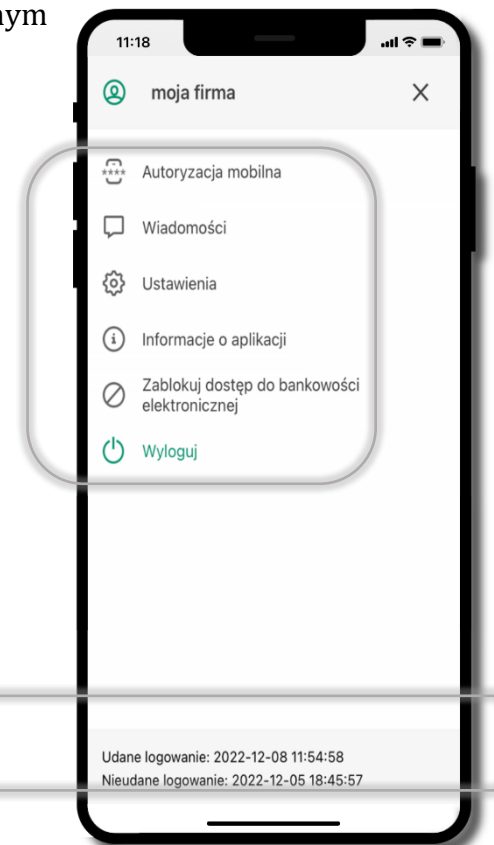 11:18
moja firma
Autoryzacja mobilna
Wiadomości
Ustawienia
Informacje o aplikacji
Zablokuj dostęp do bankowości
elektronicznej
Wyloguj
Udane logowanie: 2022-12-08 11:54:58
Nieudane logowanie: 2022-12-05 18:45:57